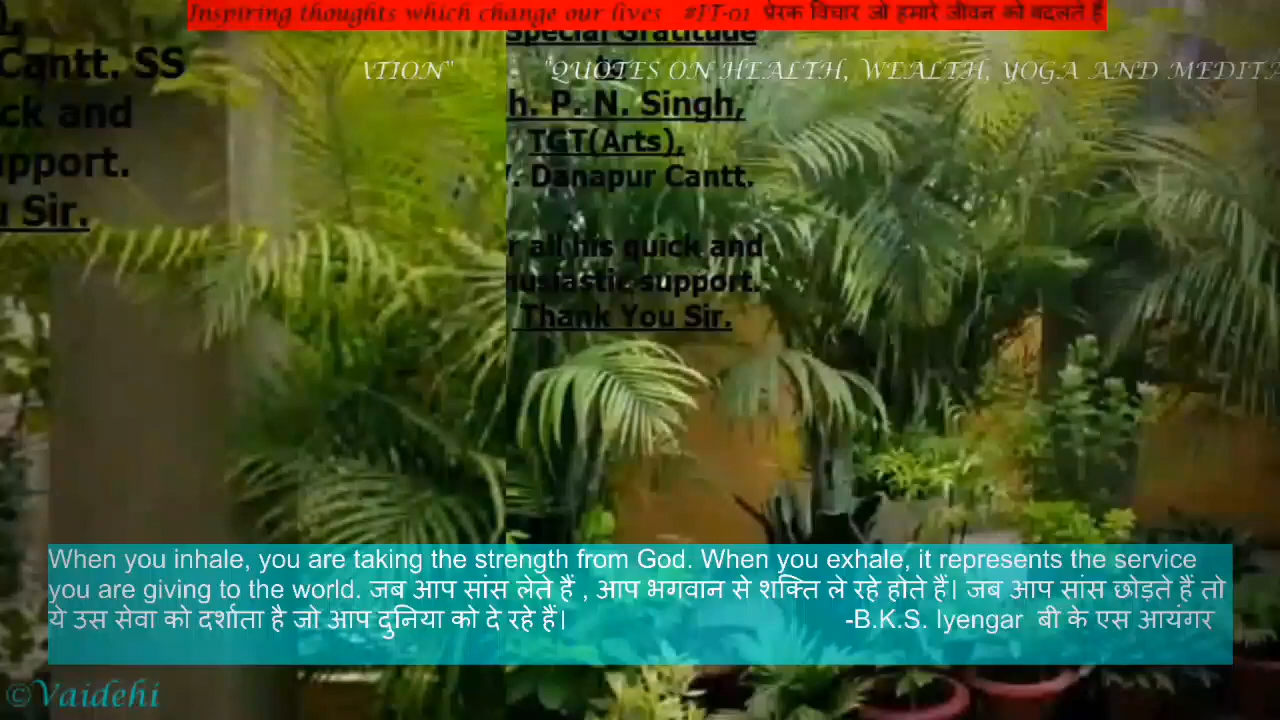 Inspiring thoughts which change our lives #IT-01 प्रेरक विचार जो हमारे जीवन को बदलते हैं
"QUOTES ON HEALTH, WEALTH, YOGA AND
Cantt. SS
ck and
upport.
u Sir.
Special Gratitude
h. P. N. Singh,
TGT(Arts),
. Danapur Cantt.
r all his quick and
husiastic support.
Thank You Sir.
When you inhale, you are taking the strength from God. When you exhale, it represents the service
you are giving to the world. जब आप सांस लेते हैं , आप भगवान से शक्ति ले रहे होते हैं| जब आप सांस छोड़ते हैं तो
ये उस सेवा को दर्शाता है जो आप दुनिया को दे रहे हैं| -B.K.S. Iyengar बी के एस आयंगर
©Vaidehi